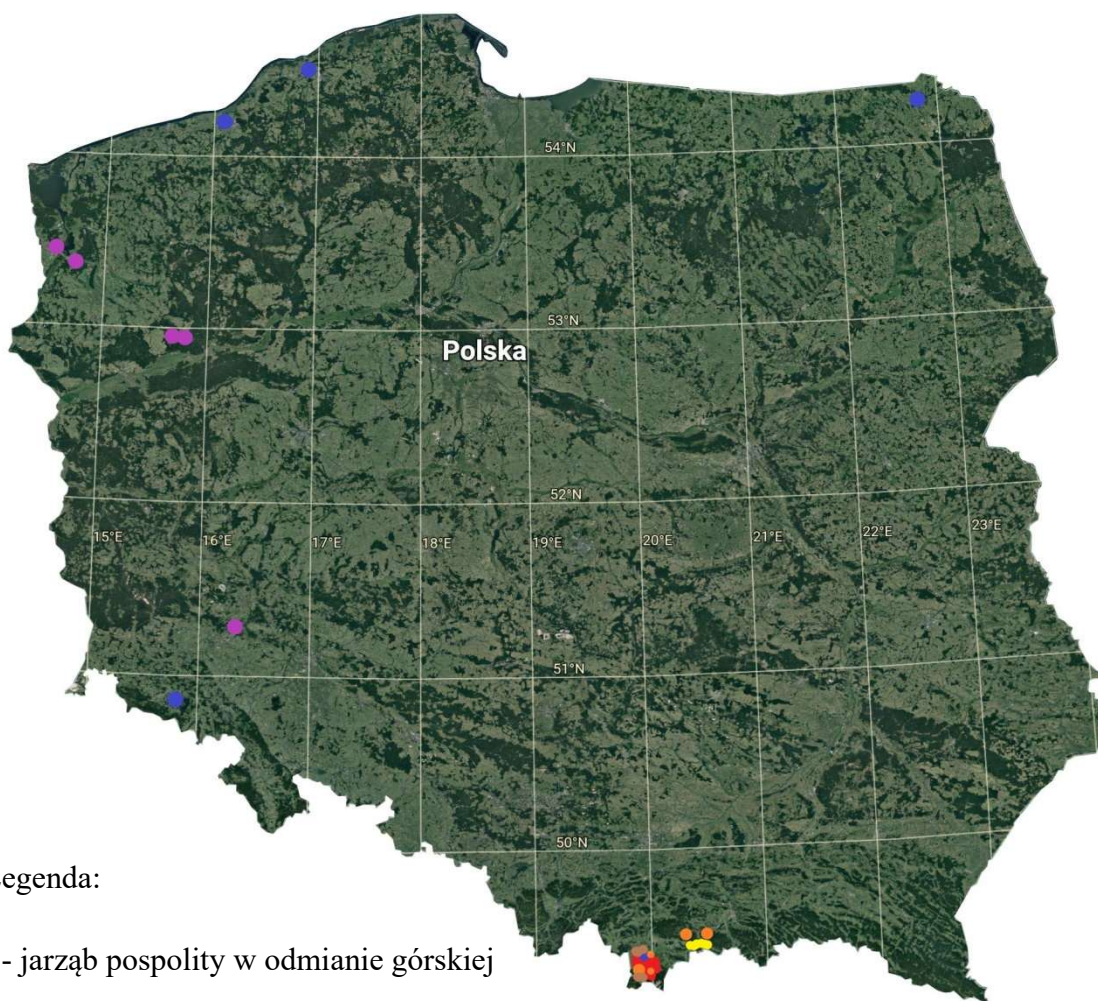 54°N
53°N
Polska
52°N
15°E 16°E 17°E 18°E 19°E 20°E 21°E 22°E 23°E
51°N
50°N
egenda:
- jarząb pospolity w odmianie górskiej